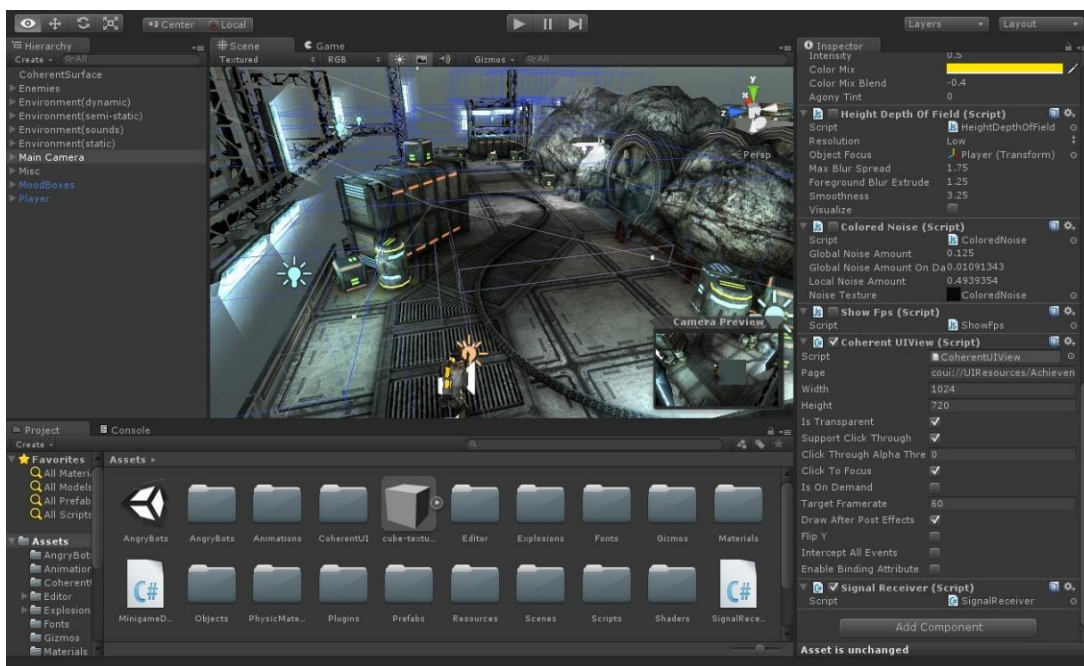 Center Local
Layers Layout
Hierarchy
Create All
CoherentSurface
Enemies
Environment(dynamic)
Environment(semi-static)
Environment(sounds)
Environment(static)
Main Camera
Misc
MoodBoxes
Player
Scene Game
Textured RGB Gizmos All
y
z
Persp
Camera Preview
Inspector
Intensity 0.5
Color Mix
Color Mix Blend -0.4
Agony Tint 0
Height Depth Of Field (Script)
Script HeightDepthOfField
Resolution Low
Object Focus Player (Transform)
Max Blur Spread 1.75
Foreground Blur Extrude 1.25
Smoothness 3.25
Visualize
Colored Noise (Script)
Script ColoredNoise
Global Noise Amount 0.125
Global Noise Amount On Da 0.01091343
Local Noise Amount 0.4939354
Noise Texture ColoredNoise
Show Fps (Script)
Script ShowFps
Coherent UIView (Script)
Script CoherentUIView
Page coui://UIResources/Achieven
Width 1024
Height 720
Is Transparent
Support Click Through
Click Through Alpha Thre 0
Click To Focus
Is On Demand
Target Framerate 60
Draw After Post Effects
Flip Y
Intercept All Events
Enable Binding Attribute
Signal Receiver (Script)
Script SignalReceiver
Add Component
Asset is unchanged
Project Console
Create
Favorites
All Materi
All Models
All Prefab
All Scripts
Assets
AngryBot
Animation
Coherent
Editor
Explosion
Fonts
Gizmos
Materials
Assets
AngryBots AngryBots Animations CoherentUI cube-textu... Editor Explosions Fonts Gizmos Materials
C# C#
MinigameD... Objects PhysicMate... Plugins Prefabs Resources Scenes Scripts Shaders SignalRece...